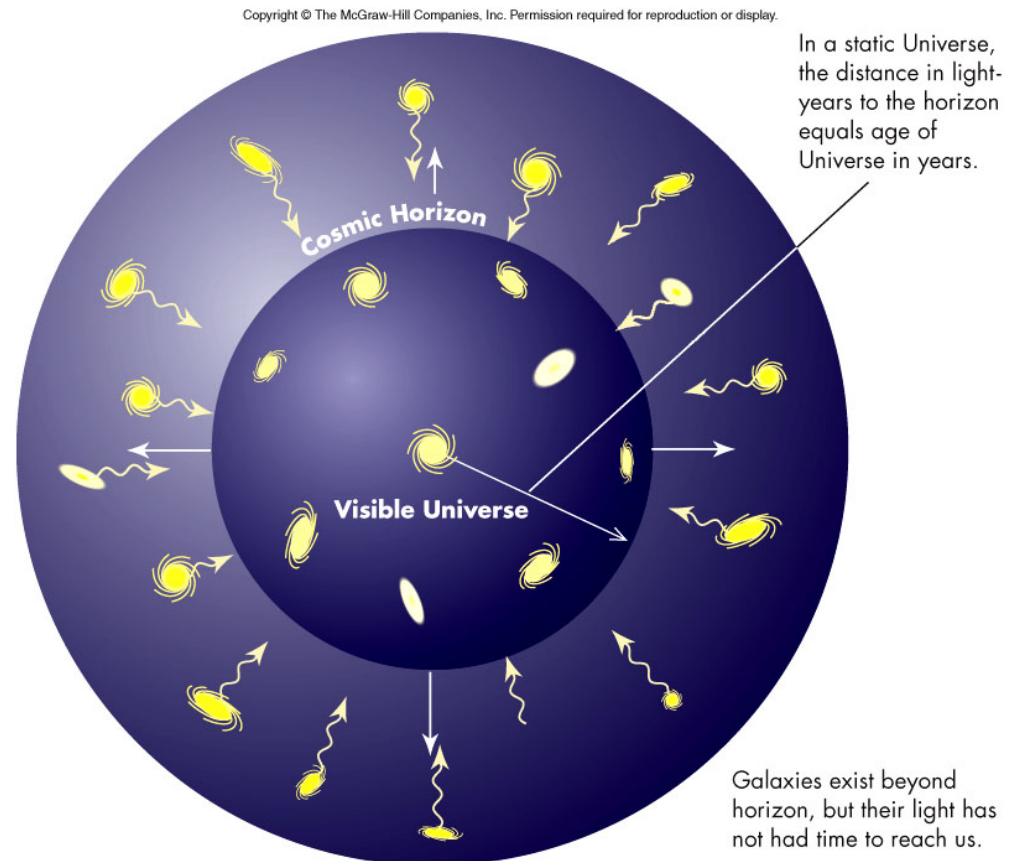 Copyright © The McGraw-Hill Companies, Inc. Permission required for reproduction or display.
In a static Universe,
the distance in light-
years to the horizon
equals age of
Universe in years.
Cosmic Horizon
Visible Universe
Galaxies exist beyond
horizon, but their light has
not had time to reach us.